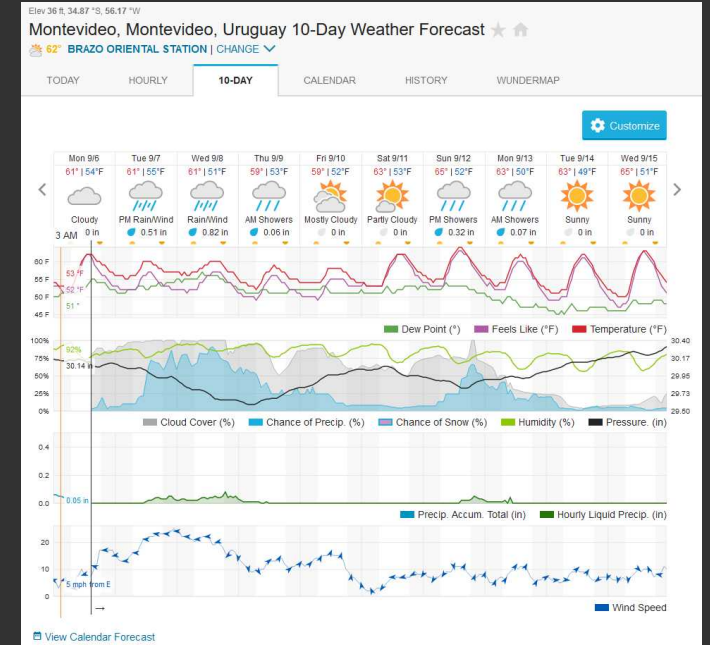 Elev 36 ft, 34.87 °S, 56.17 °W
Montevideo, Montevideo, Uruguay 10-Day Weather Forecast
62° BRAZO ORIENTAL STATION | CHANGE
TODAY HOURLY 10-DAY CALENDAR HISTORY WUNDERMAP
Customize
Mon 9/6 Tue 9/7 Wed 9/8 Thu 9/9 Fri 9/10 Sat 9/11 Sun 9/12 Mon 9/13 Tue 9/14 Wed 9/15
61° | 54°F 61° | 55°F 61° | 51°F 59° | 53°F 59° | 52°F 63° | 53°F 65° | 52°F 63° | 50°F 63° | 49°F 65° | 51°F
Cloudy PM Rain/Wind Rain/Wind AM Showers Mostly Cloudy Partly Cloudy PM Showers AM Showers Sunny Sunny
0 in 0.51 in 0.82 in 0.06 in 0 in 0 in 0.32 in 0.07 in 0 in 0 in
3 AM
60 F
55 F
50 F
45 F
53 °F
52 °F
51 °
Dew Point (°) Feels Like (°F) Temperature (°F)
100% 30.40
75% 30.17
50% 29.95
25% 29.73
0% 29.50
92%
30.14 in
Cloud Cover (%) Chance of Precip. (%) Chance of Snow (%) Humidity (%) Pressure. (in)
0.4
0.2
0.0
0.05 in
Precip. Accum. Total (in) Hourly Liquid Precip. (in)
20
10
0
5 mph from E
Wind Speed
View Calendar Forecast